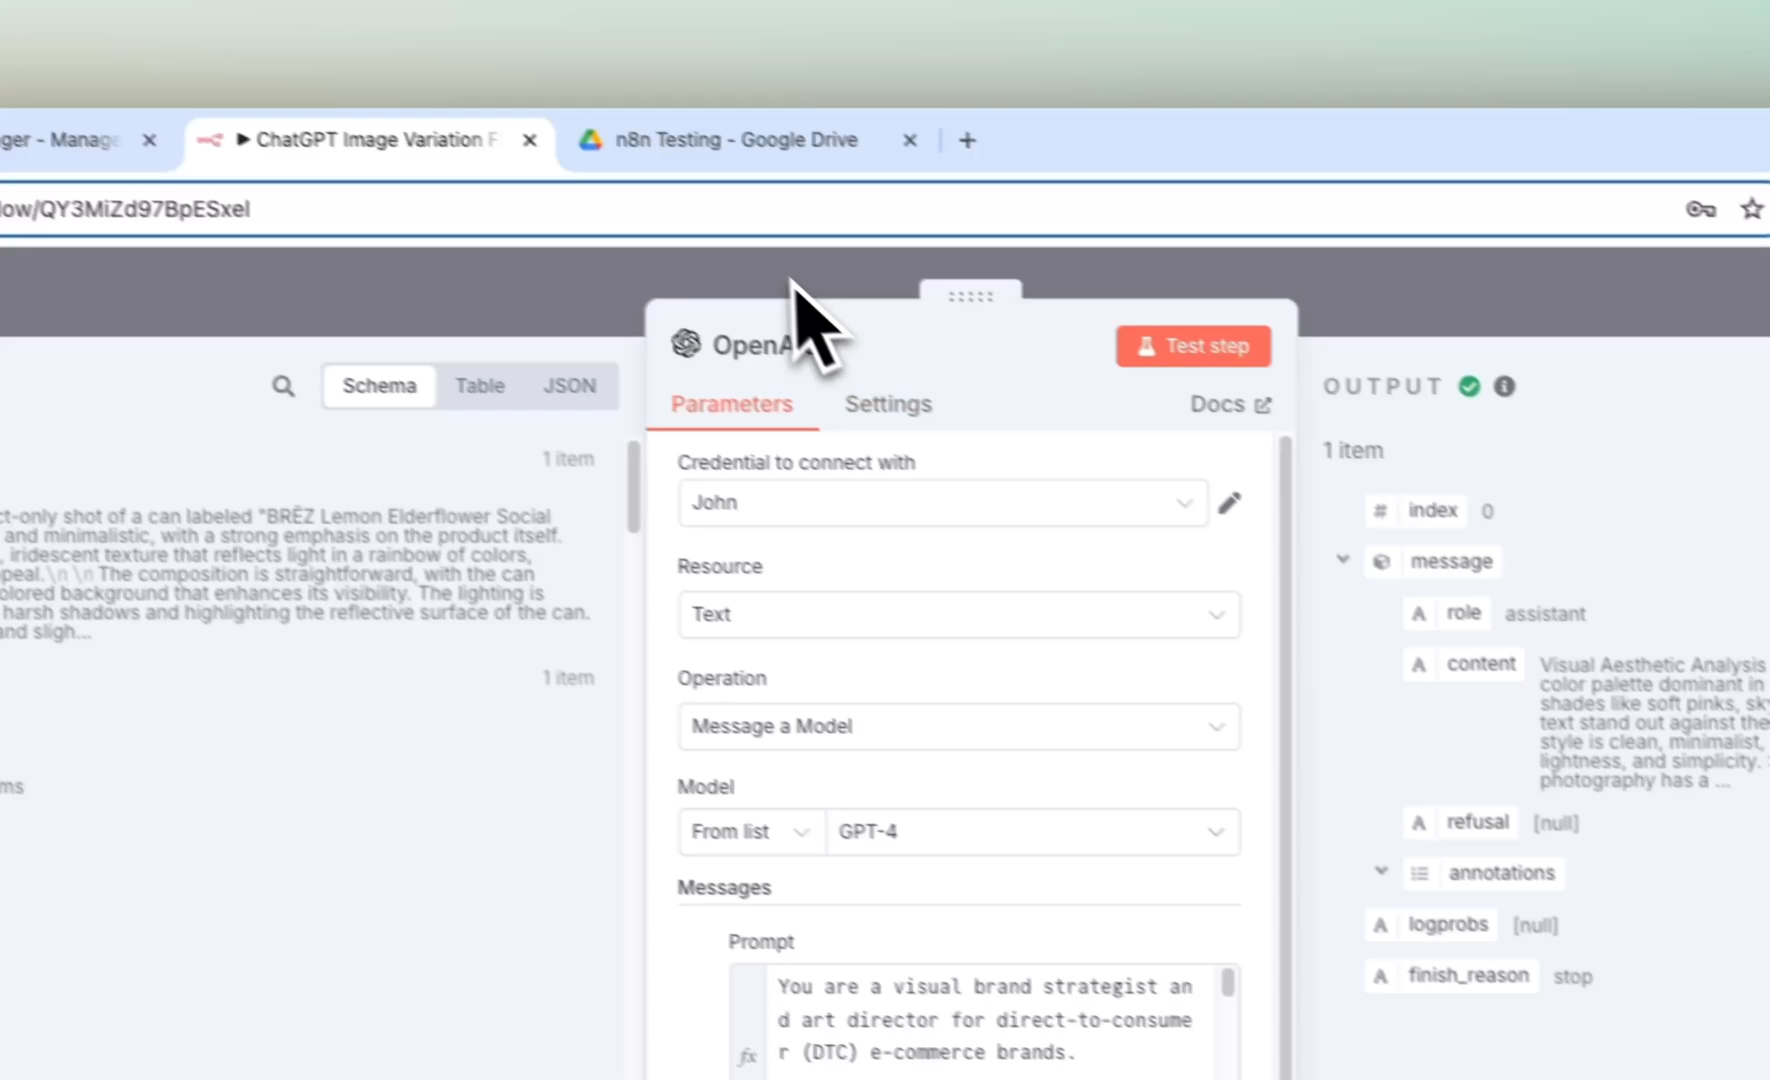 ger - Manage
ChatGPT Image Variation F
n8n Testing - Google Drive
low/QY3MiZd97BpESxel
Test step
Schema
Table
JSON
Parameters
Settings
Docs
OUTPUT
1 item
ct-only shot of a can labeled "BRĒZ Lemon Elderflower Social
and minimalistic, with a strong emphasis on the product itself.
, iridescent texture that reflects light in a rainbow of colors,
peal.\n \n The composition is straightforward, with the can
olored background that enhances its visibility. The lighting is
harsh shadows and highlighting the reflective surface of the can.
and sligh...
1 item
ms
Credential to connect with
John
Resource
Text
Operation
Message a Model
Model
From list
GPT-4
Messages
Prompt
fx
You are a visual brand strategist an
d art director for direct-to-consume
r (DTC) e-commerce brands.
1 item
# index 0
message
A role assistant
A content
Visual Aesthetic Analysis
color palette dominant in
shades like soft pinks, sky
text stand out against the
style is clean, minimalist,
lightness, and simplicity.
photography has a ...
A refusal [null]
annotations
A logprobs [null]
A finish_reason stop